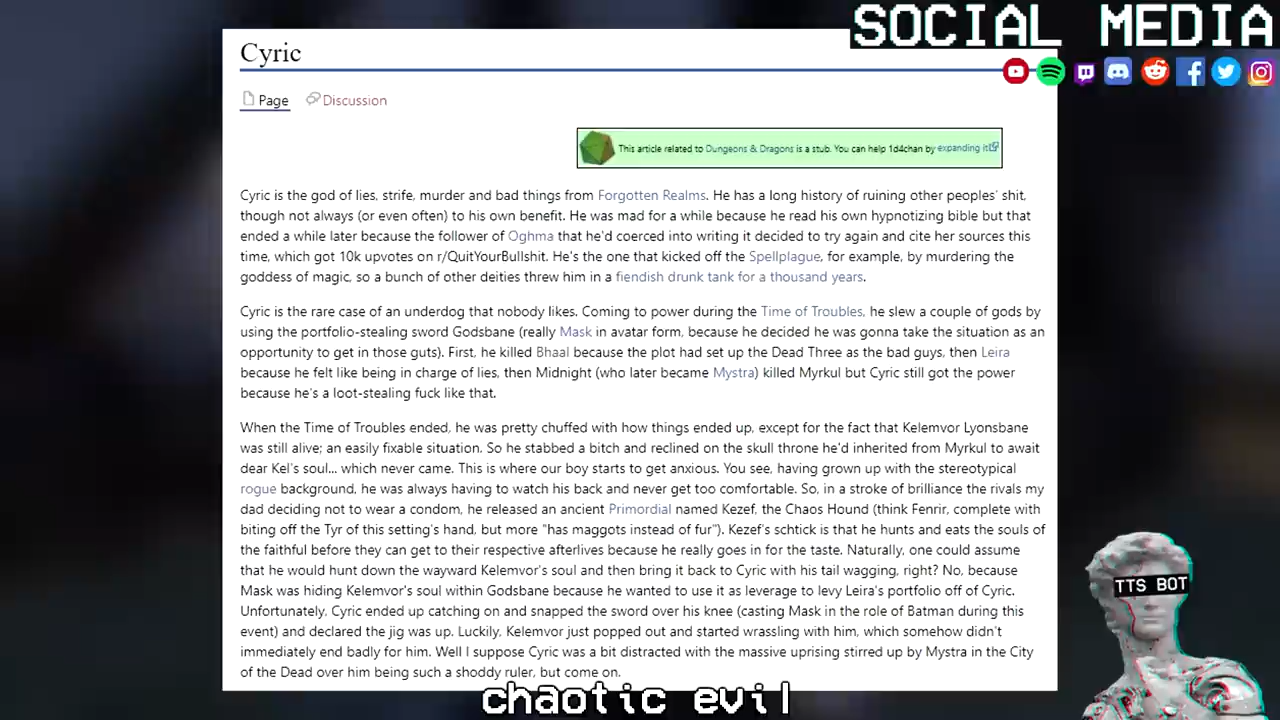 SOCIAL MEDIA
Cyric
Page Discussion
This article related to Dungeons & Dragons is a stub. You can help 1d4chan by expanding it
Cyric is the god of lies, strife, murder and bad things from Forgotten Realms. He has a long history of ruining other peoples' shit,
though not always (or even often) to his own benefit. He was mad for a while because he read his own hypnotizing bible but that
ended a while later because the follower of Oghma that he'd coerced into writing it decided to try again and cite her sources this
time, which got 10k upvotes on r/QuitYourBullshit. He's the one that kicked off the Spellplague, for example, by murdering the
goddess of magic, so a bunch of other deities threw him in a fiendish drunk tank for a thousand years.
Cyric is the rare case of an underdog that nobody likes. Coming to power during the Time of Troubles, he slew a couple of gods by
using the portfolio-stealing sword Godsbane (really Mask in avatar form, because he decided he was gonna take the situation as an
opportunity to get in those guts). First, he killed Bhaal because the plot had set up the Dead Three as the bad guys, then Leira
because he felt like being in charge of lies, then Midnight (who later became Mystra) killed Myrkul but Cyric still got the power
because he's a loot-stealing fuck like that.
When the Time of Troubles ended, he was pretty chuffed with how things ended up, except for the fact that Kelemvor Lyonsbane
was still alive; an easily fixable situation. So he stabbed a bitch and reclined on the skull throne he'd inherited from Myrkul to await
dear Kel's soul... which never came. This is where our boy starts to get anxious. You see, having grown up with the stereotypical
rogue background, he was always having to watch his back and never get too comfortable. So, in a stroke of brilliance the rivals my
dad deciding not to wear a condom, he released an ancient Primordial named Kezef, the Chaos Hound (think Fenrir, complete with
biting off the Tyr of this setting's hand, but more "has maggots instead of fur"). Kezef's schtick is that he hunts and eats the souls of
the faithful before they can get to their respective afterlives because he really goes in for the taste. Naturally, one could assume
that he would hunt down the wayward Kelemvor's soul and then bring it back to Cyric with his tail wagging, right? No, because
Mask was hiding Kelemvor's soul within Godsbane because he wanted to use it as leverage to levy Leira's portfolio off of Cyric.
Unfortunately, Cyric ended up catching on and snapped the sword over his knee (casting Mask in the role of Batman during this
event) and declared the jig was up. Luckily, Kelemvor just popped out and started wrassling with him, which somehow didn't
immediately end badly for him. Well I suppose Cyric was a bit distracted with the massive uprising stirred up by Mystra in the City
of the Dead over him being such a shoddy ruler, but come on.
TTS BOT
chaotic evil